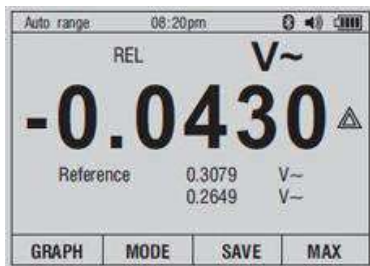 Auto range 08:20pm
REL V~
-0.0430
Reference 0.3079 V~
0.2649 V~
GRAPH MODE SAVE MAX